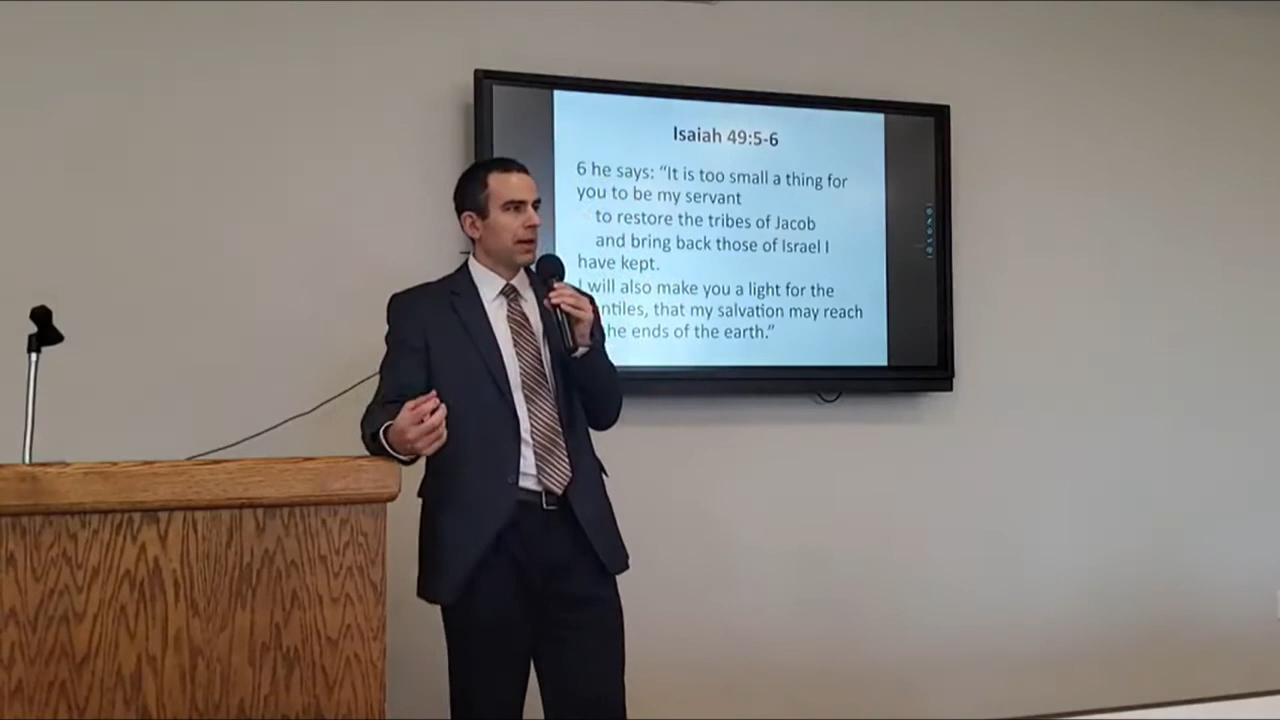 Isaiah 49:5-6
6 he says: “It is too small a thing for
you to be my servant
to restore the tribes of Jacob
and bring back those of Israel I
have kept.
will also make you a light for the
ntiles, that my salvation may reach
he ends of the earth.”